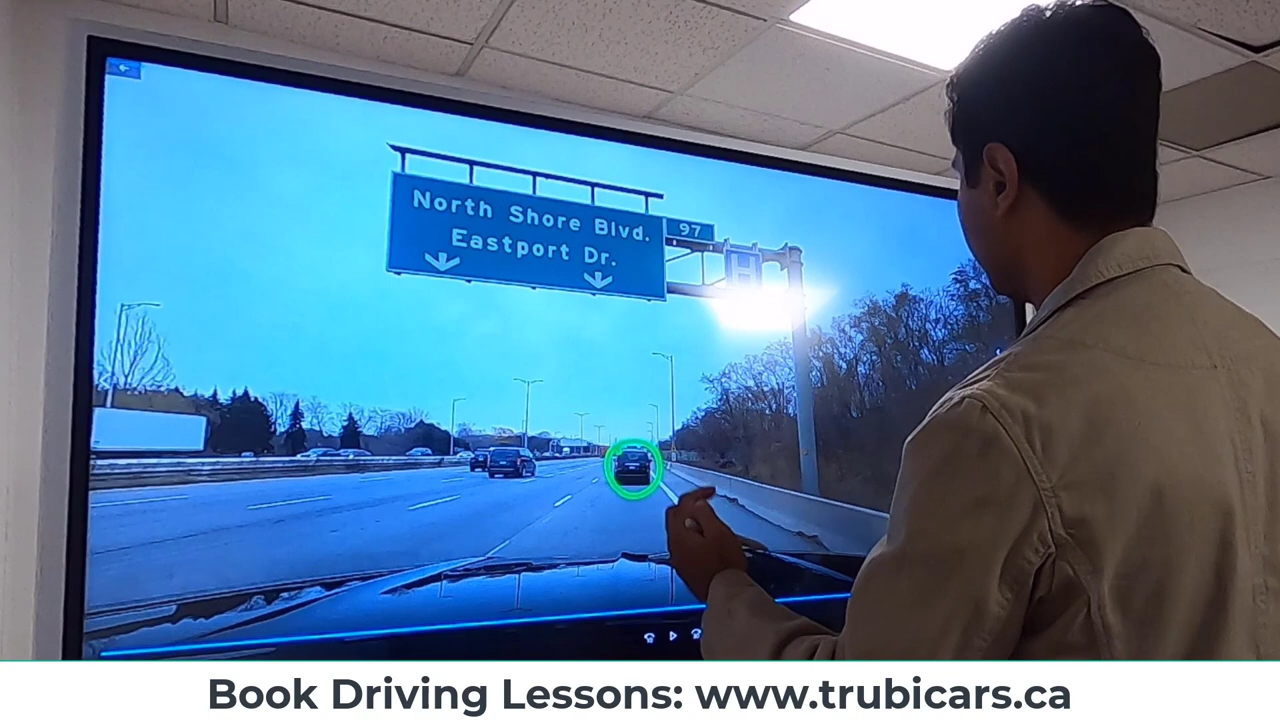 North Shore Blvd.
97
Eastport Dr.
H
Book Driving Lessons: www.trubicars.ca